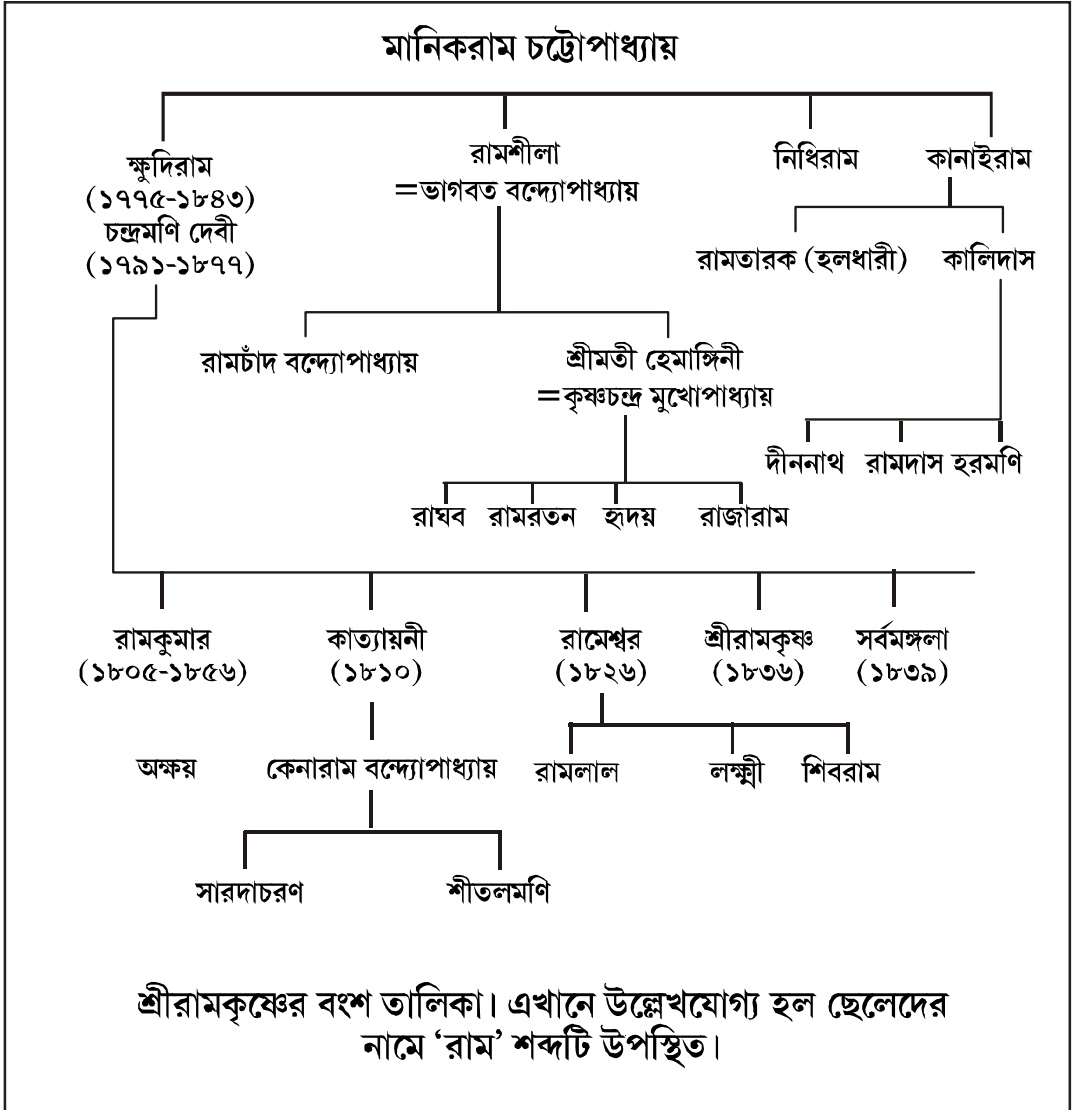 মানিকরাম চট্টোপাধ্যায়
ক্ষুদিরাম
(১৭৭৫-১৮৪৩)
চন্দ্রমণি দেবী
(১৭৯১-১৮৭৭)
রামশীলা
=ভাগবত বন্দ্যোপাধ্যায়
নিধিরাম
কানাইরাম
রামতারক (হলধারী)
কালিদাস
রামচাঁদ বন্দ্যোপাধ্যায়
শ্রীমতী হেমাঙ্গিনী
=কৃষ্ণচন্দ্র মুখোপাধ্যায়
দীননাথ রামদাস হরমণি
রাঘব রামরতন হৃদয় রাজারাম
রামকুমার
(১৮০৫-১৮৫৬)
কাত্যায়নী
(১৮১০)
রামেশ্বর
(১৮২৬)
শ্রীরামকৃষ্ণ
(১৮৩৬)
সর্বমঙ্গলা
(১৮৩৯)
অক্ষয়
কেনারাম বন্দ্যোপাধ্যায়
রামলাল
লক্ষ্মী
শিবরাম
সারদাচরণ
শীতলমণি
শ্রীরামকৃষ্ণের বংশ তালিকা। এখানে উল্লেখযোগ্য হল ছেলেদের
নামে ‘রাম’ শব্দটি উপস্থিত।